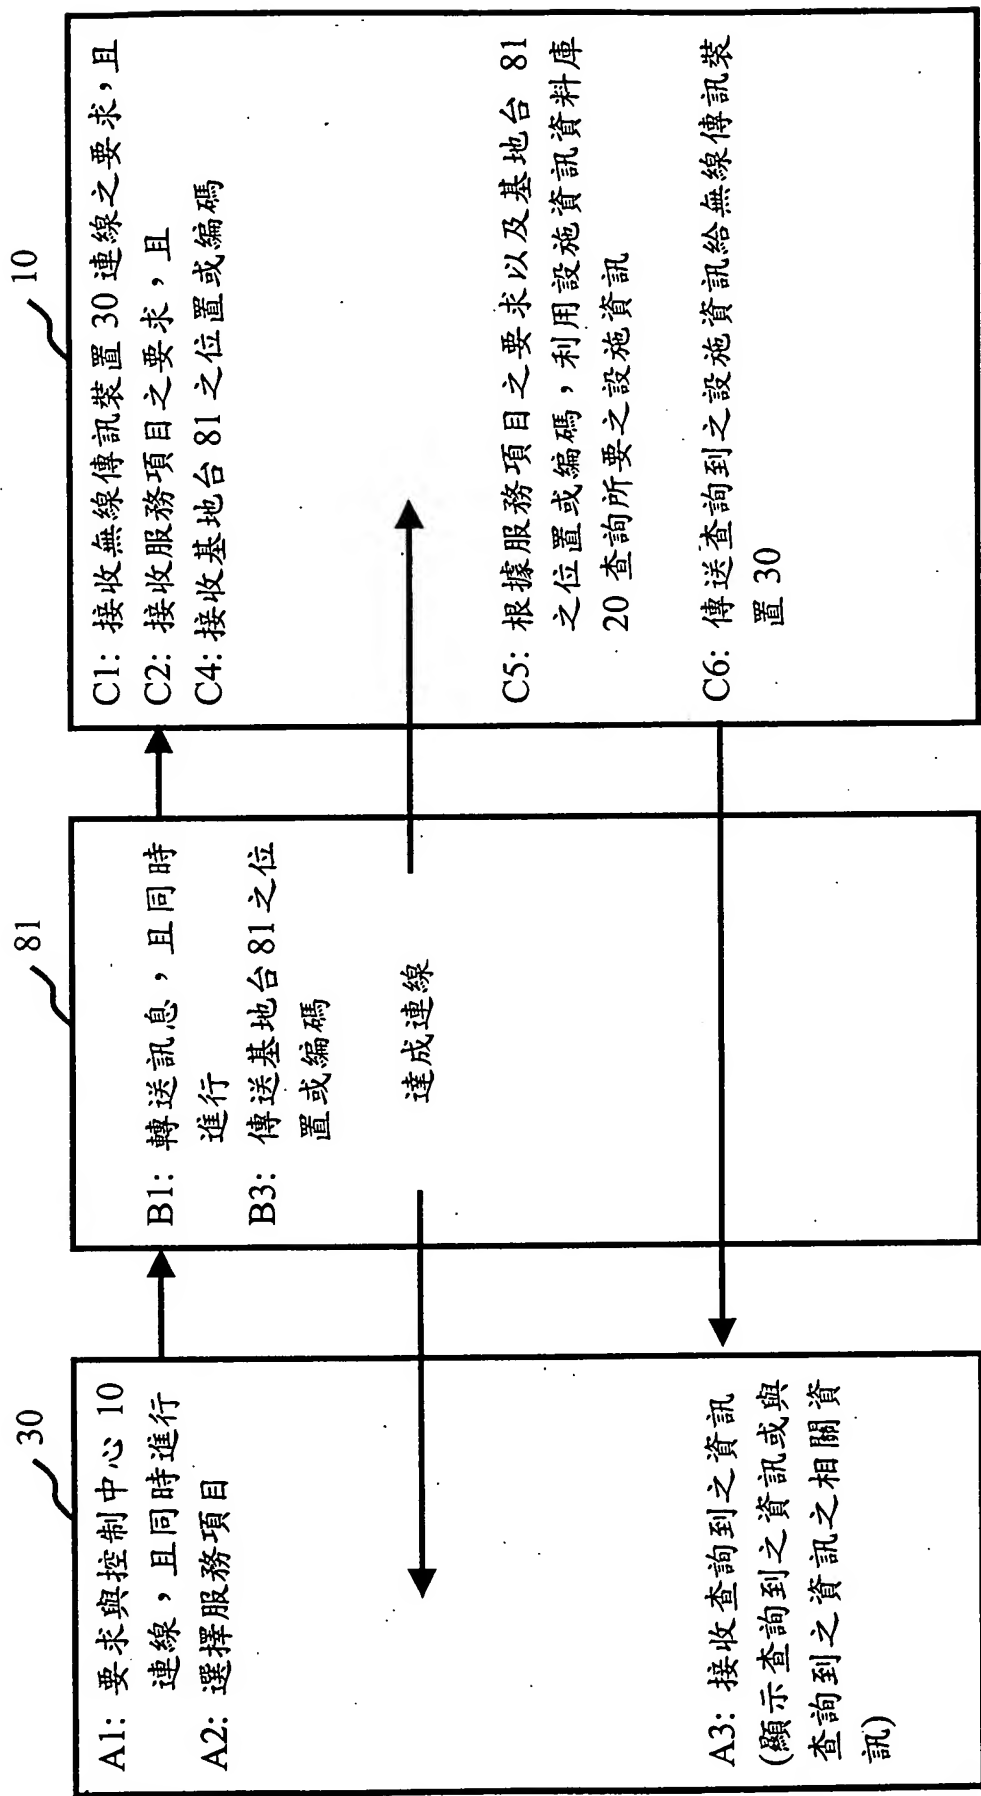 30
A1: 要求與控制中心 10
連線，且同時進行
A2: 選擇服務項目
A3: 接收查詢到之資訊
(顯示查詢到之資訊或與
查詢到之資訊之相關資
訊)
81
B1: 轉送訊息，且同時
進行
B3: 傳送基地台81之位
置或編碼
達成連線
10
C1: 接收無線傳訊裝置 30 連線之要求，且
C2: 接收服務項目之要求，且
C4: 接收基地台 81 之位置或編碼
C5: 根據服務項目之要求以及基地台 81
之位置或編碼，利用設施資訊資料庫
20 查詢所要之設施資訊
C6: 傳送查詢到之設施資訊給無線傳訊裝
置 30